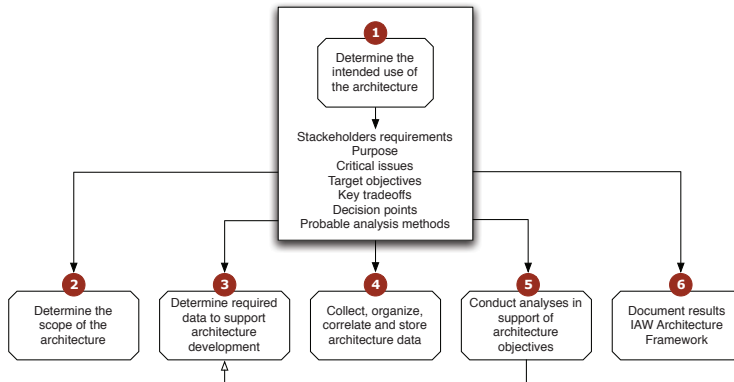 1
Determine the
intended use of
the architecture
Stackeholders requirements
Purpose
Critical issues
Target objectives
Key tradeoffs
Decision points
Probable analysis methods
2
Determine the
scope of the
architecture
3
Determine required
data to support
architecture
development
4
Collect, organize,
correlate and store
architecture data
5
Conduct analyses in
support of
architecture
objectives
6
Document results
IAW Architecture
Framework